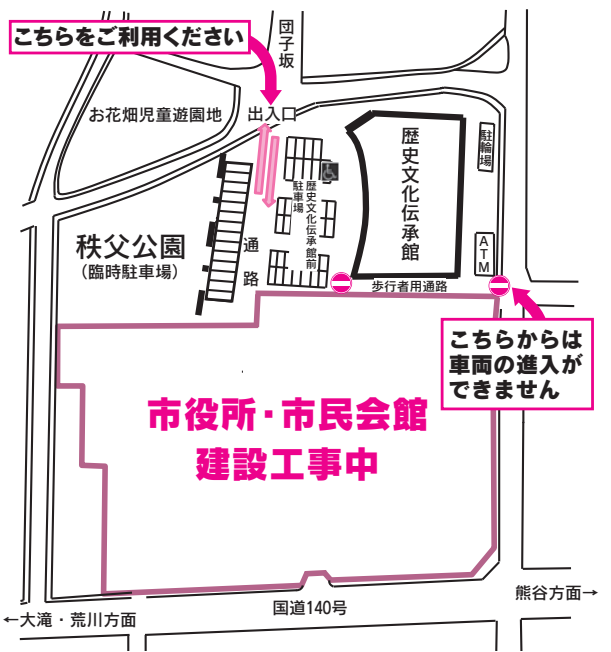 こちらをご利用ください
団子坂
お花畑児童遊園地
出入口
駐輪場
歴史文化伝承館
歴史文化伝承館前
駐車場
秩父公園
（臨時駐車場）
通路
ATM
歩行者用通路
こちらからは
車両の進入が
できません
市役所・市民会館
建設工事中
熊谷方面→
国道140号
←大滝・荒川方面